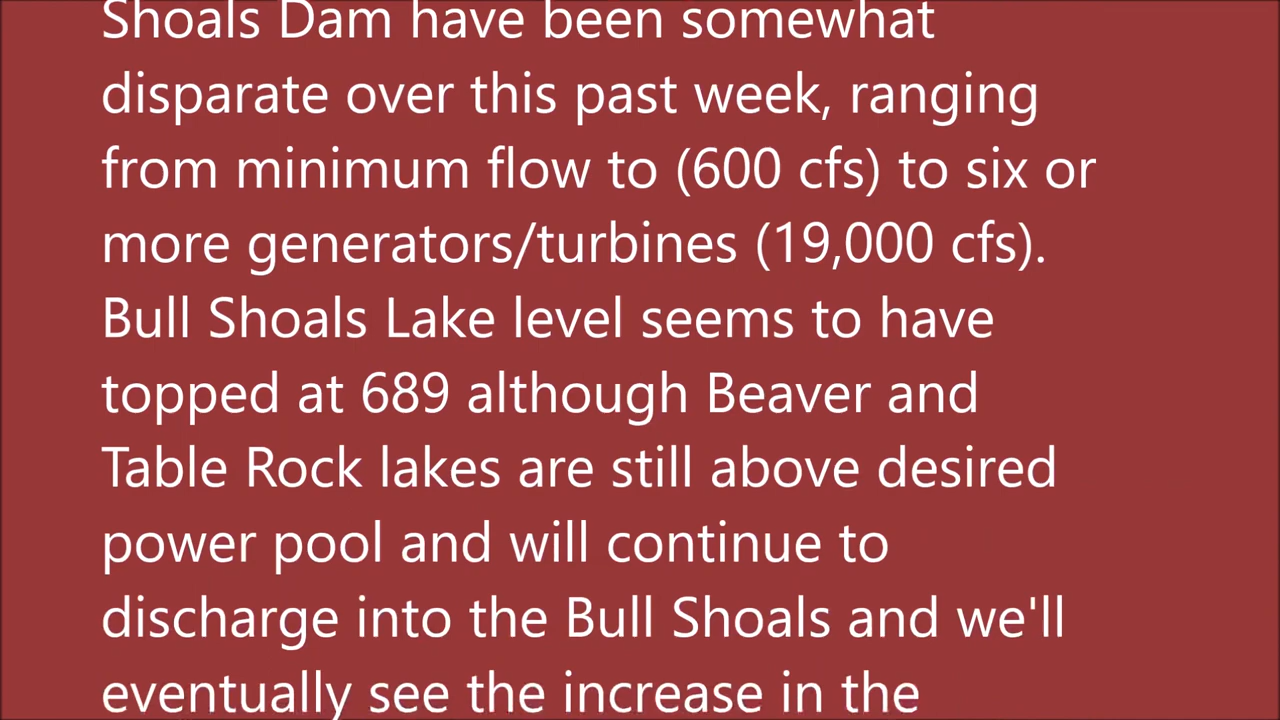 Shoals Dam have been somewhat
disparate over this past week, ranging
from minimum flow to (600 cfs) to six or
more generators/turbines (19,000 cfs).
Bull Shoals Lake level seems to have
topped at 689 although Beaver and
Table Rock lakes are still above desired
power pool and will continue to
discharge into the Bull Shoals and we'll
eventually see the increase in the